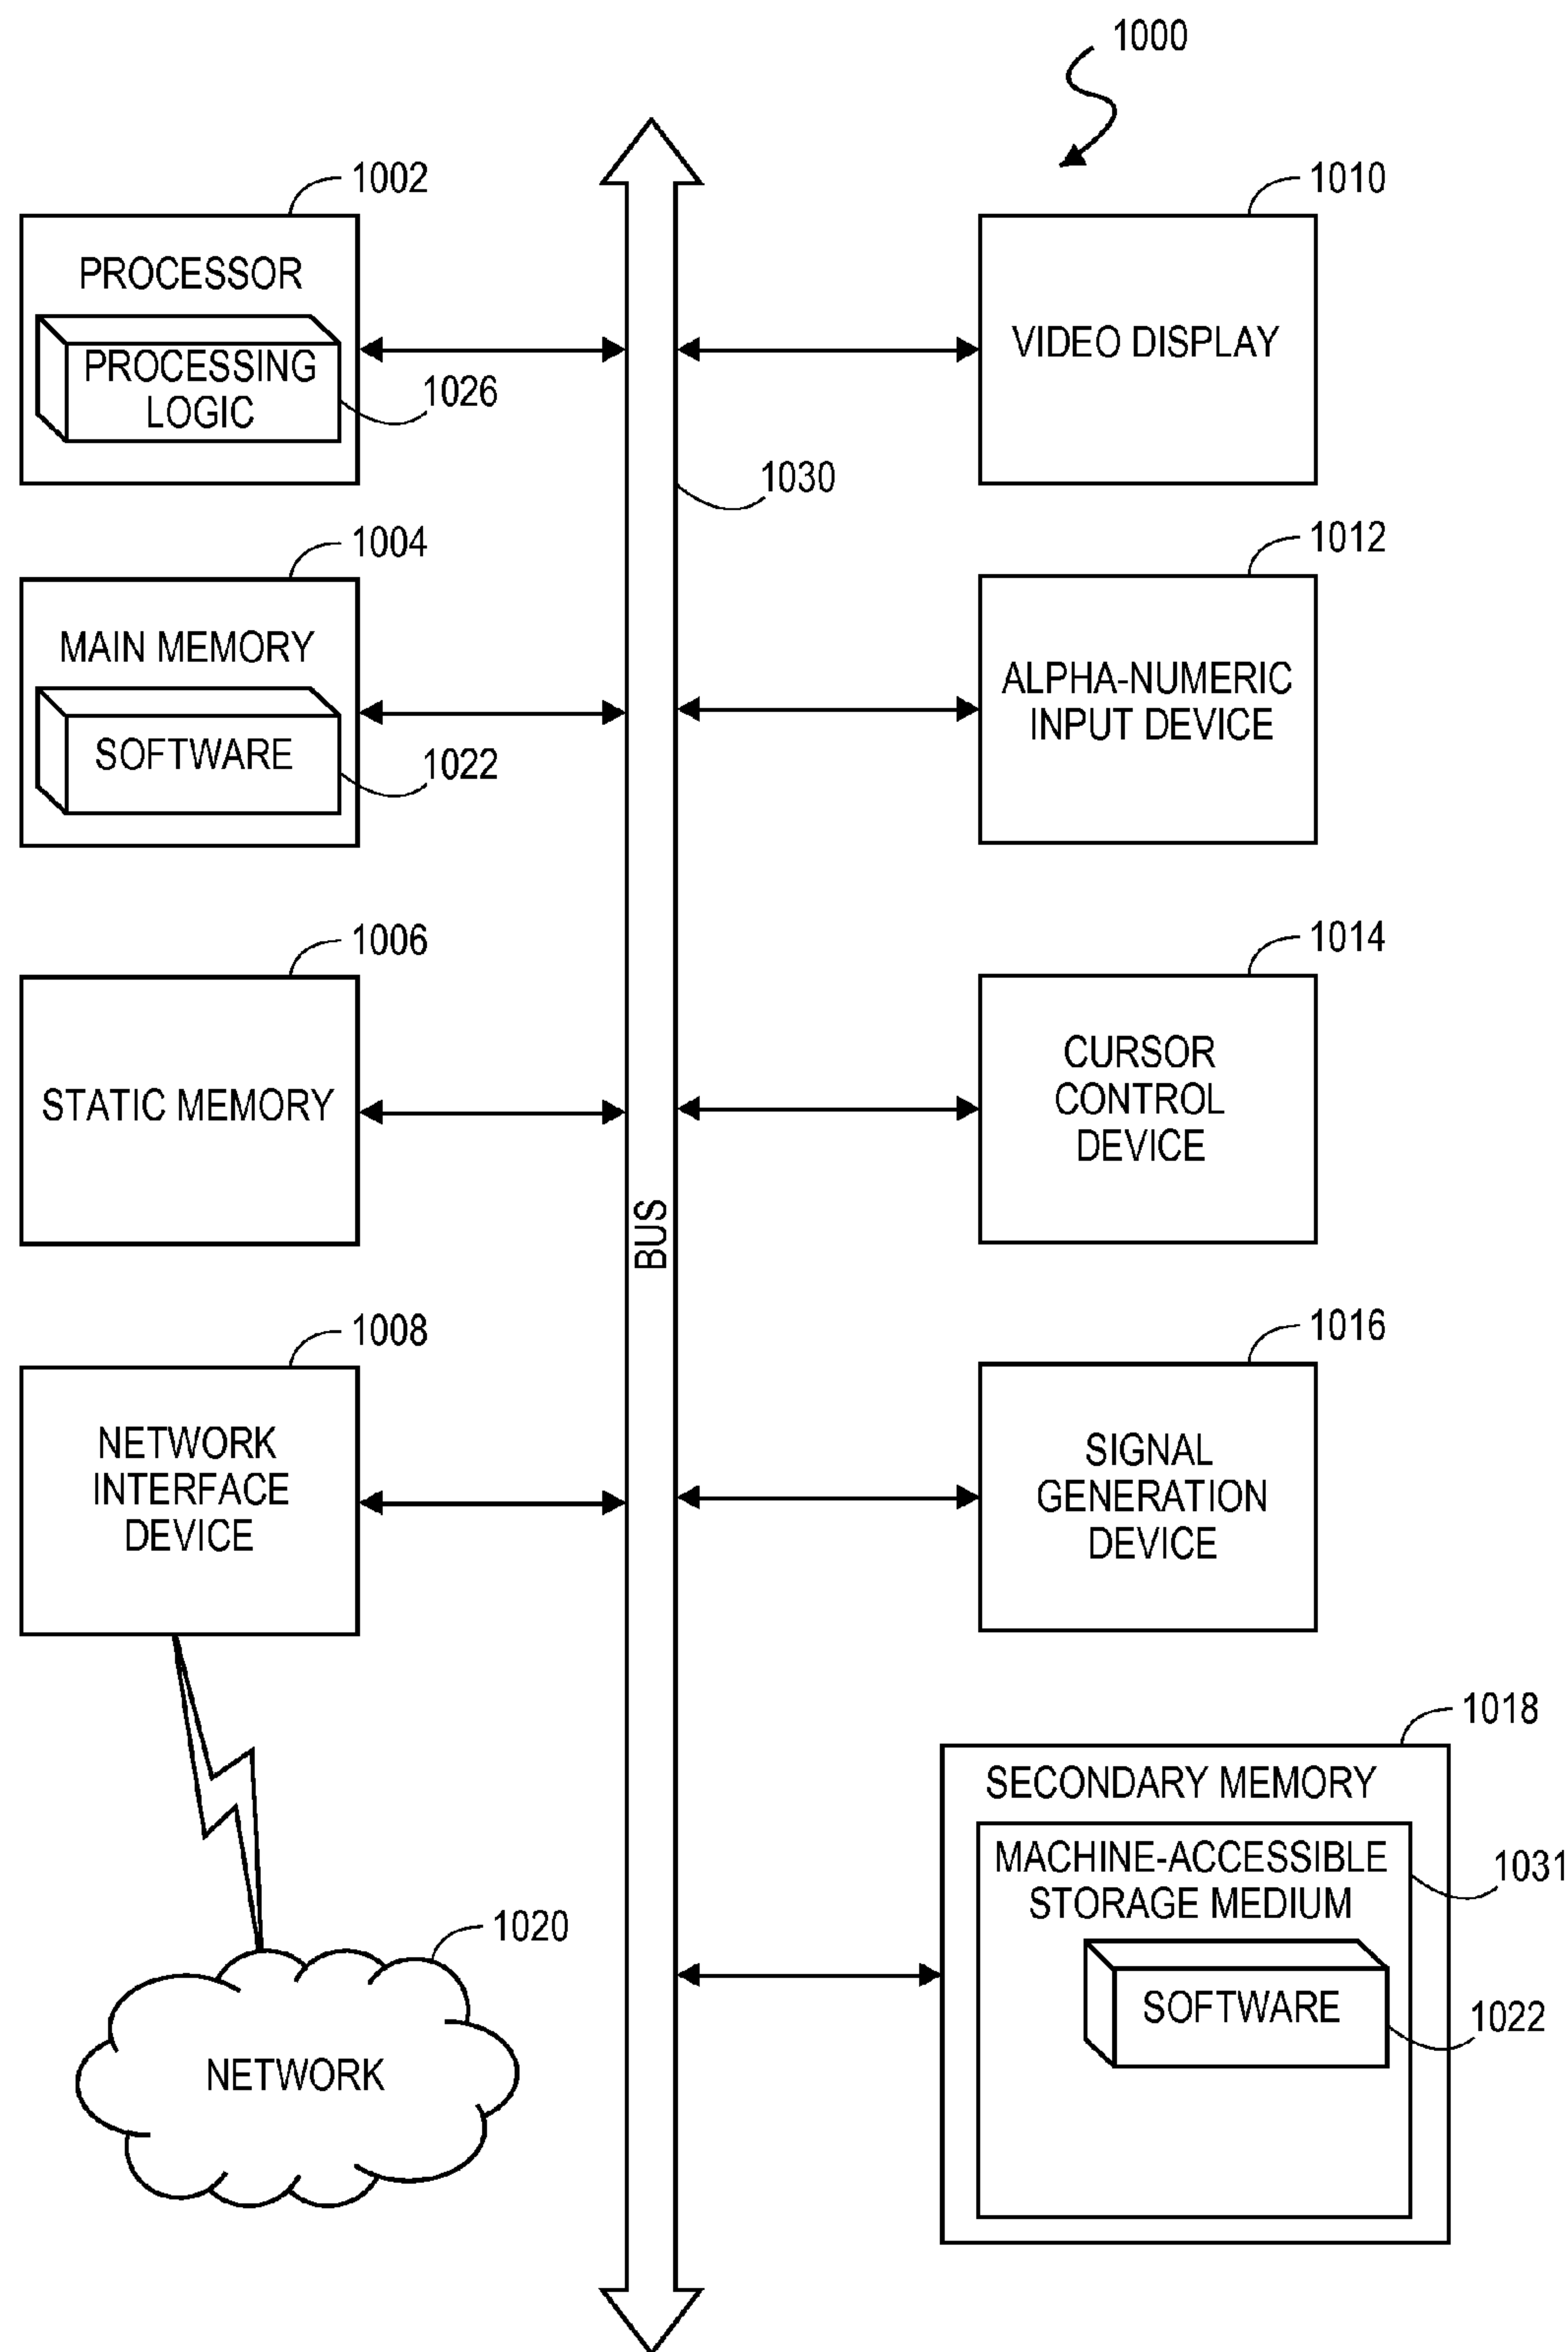 1000
1002
PROCESSOR
PROCESSING
LOGIC
1026
1004
MAIN MEMORY
SOFTWARE
1022
1006
STATIC MEMORY
1008
NETWORK
INTERFACE
DEVICE
1020
NETWORK
1030
BUS
1010
VIDEO DISPLAY
1012
ALPHA-NUMERIC
INPUT DEVICE
1014
CURSOR
CONTROL
DEVICE
1016
SIGNAL
GENERATION
DEVICE
1018
SECONDARY MEMORY
MACHINE-ACCESSIBLE
STORAGE MEDIUM
1031
SOFTWARE
1022